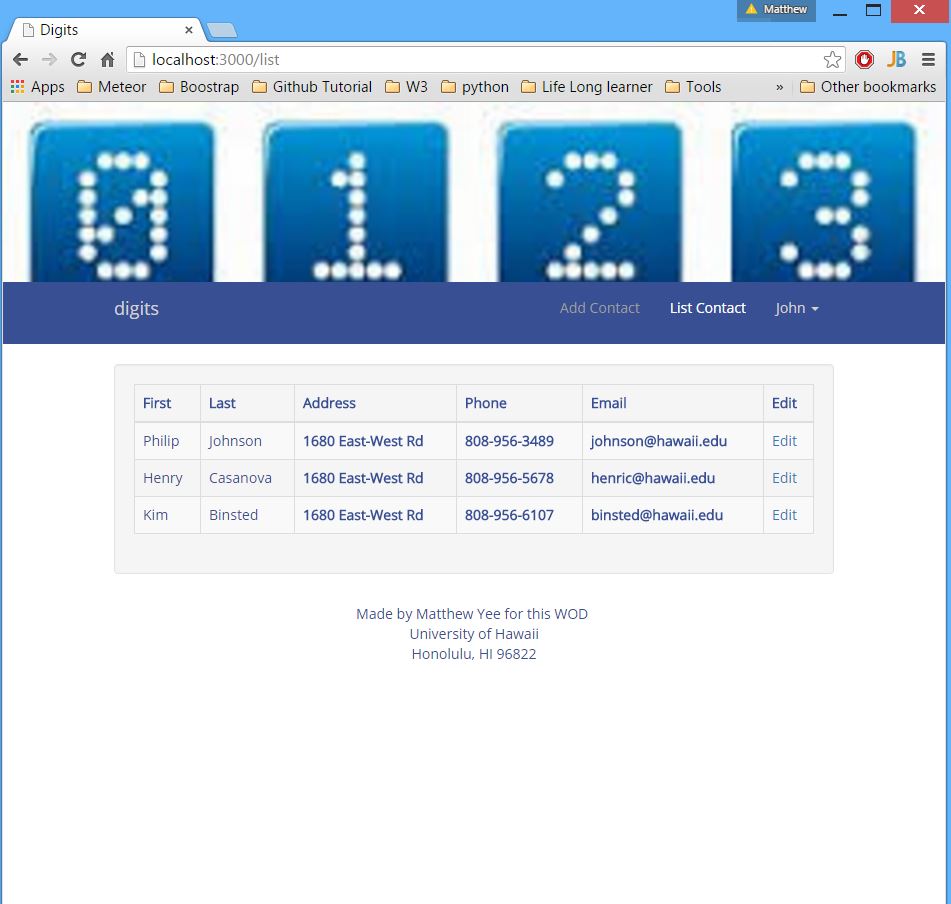 Matthew
Digits
localhost:3000/list
Apps Meteor Boostrap Github Tutorial W3 python Life Long learner Tools » Other bookmarks
JB
0 1 2 3
digits Add Contact List Contact John
First Last Address Phone Email Edit
Philip Johnson 1680 East-West Rd 808-956-3489 johnson@hawaii.edu Edit
Henry Casanova 1680 East-West Rd 808-956-5678 henric@hawaii.edu Edit
Kim Binsted 1680 East-West Rd 808-956-6107 binsted@hawaii.edu Edit
Made by Matthew Yee for this WOD
University of Hawaii
Honolulu, HI 96822